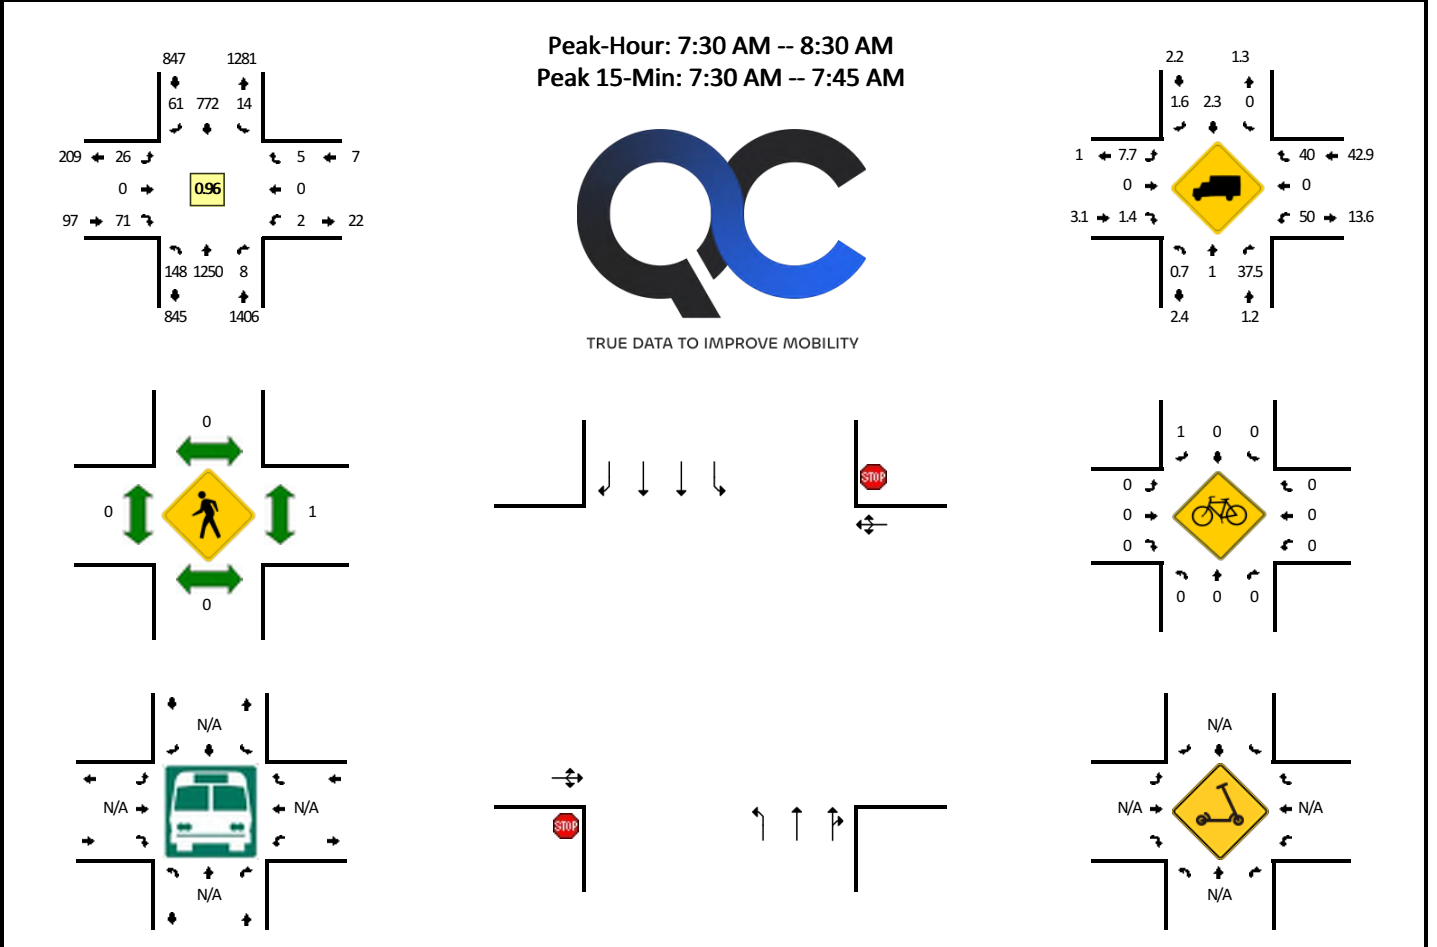 Peak-Hour: 7:30 AM -- 8:30 AM
Peak 15-Min: 7:30 AM -- 7:45 AM
847 1281
61 772 14
209 26 5 7
0 0.96 0
97 71 2 22
148 1250 8
845 1406
QC
TRUE DATA TO IMPROVE MOBILITY
2.2 1.3
1.6 2.3 0
1 7.7 40 42.9
0 0
3.1 1.4 50 13.6
0.7 1 37.5
2.4 1.2
0
0 1
0
STOP
STOP
1 0 0
0 0
0 0
0 0
0 0 0
N/A
N/A N/A
N/A
N/A
N/A N/A
N/A